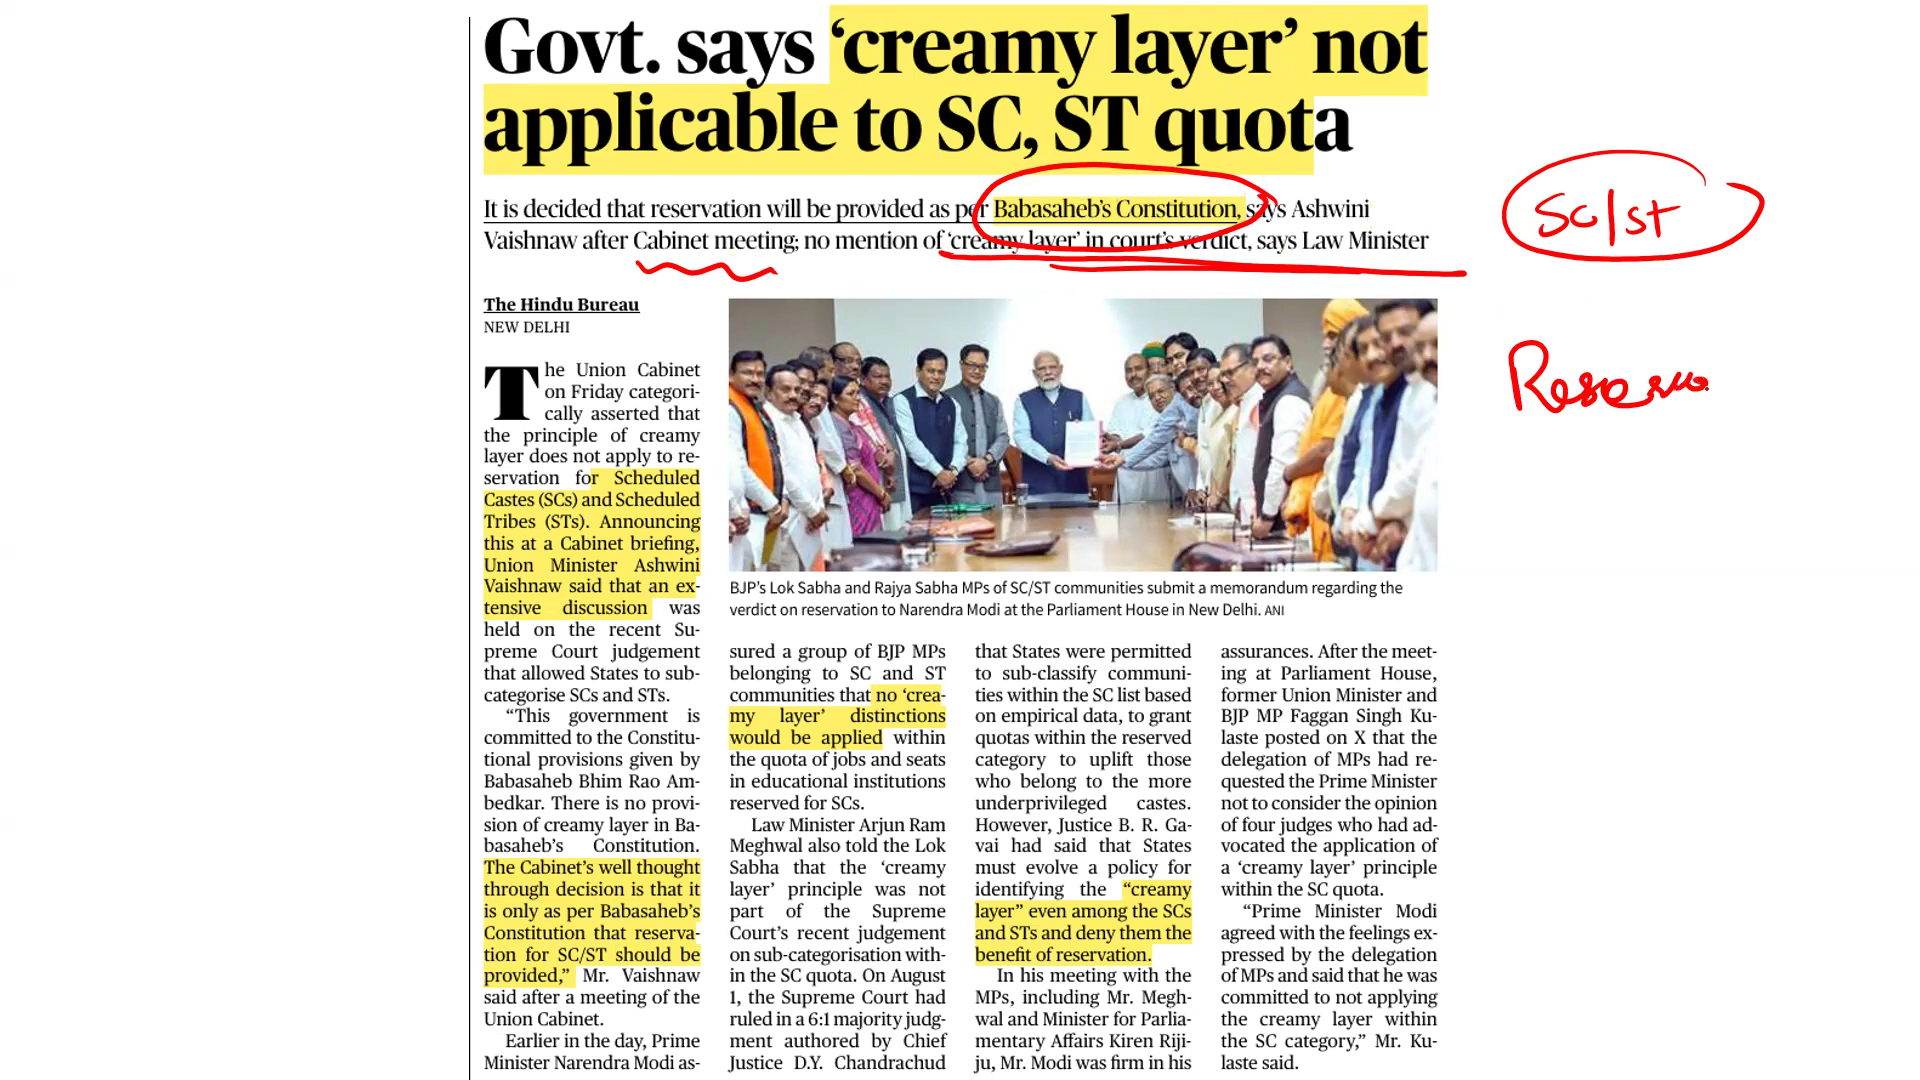 Govt. says ‘creamy layer’ not
applicable to SC, ST quota
It is decided that reservation will be provided as per Babasaheb’s Constitution, says Ashwini
Vaishnaw after Cabinet meeting; no mention of ‘creamy layer’ in court’s verdict, says Law Minister
SC/ST
The Hindu Bureau
NEW DELHI
The Union Cabinet
on Friday categori-
cally asserted that
the principle of creamy
layer does not apply to re-
servation for Scheduled
Castes (SCs) and Scheduled
Tribes (STs). Announcing
this at a Cabinet briefing,
Union Minister Ashwini
Vaishnaw said that an ex-
tensive discussion was
held on the recent Su-
preme Court judgement
that allowed States to sub-
categorise SCs and STs.
“This government is
committed to the Constitu-
tional provisions given by
Babasaheb Bhim Rao Am-
bedkar. There is no provi-
sion of creamy layer in Ba-
basaheb’s Constitution.
The Cabinet’s well thought
through decision is that it
is only as per Babasaheb’s
Constitution that reserva-
tion for SC/ST should be
provided,” Mr. Vaishnaw
said after a meeting of the
Union Cabinet.
Earlier in the day, Prime
Minister Narendra Modi as-
BJP’s Lok Sabha and Rajya Sabha MPs of SC/ST communities submit a memorandum regarding the
verdict on reservation to Narendra Modi at the Parliament House in New Delhi. ANI
sured a group of BJP MPs
belonging to SC and ST
communities that no ‘crea-
my layer’ distinctions
would be applied within
the quota of jobs and seats
in educational institutions
reserved for SCs.
Law Minister Arjun Ram
Meghwal also told the Lok
Sabha that the ‘creamy
layer’ principle was not
part of the Supreme
Court’s recent judgement
on sub-categorisation with-
in the SC quota. On August
1, the Supreme Court had
ruled in a 6:1 majority judg-
ment authored by Chief
Justice D.Y. Chandrachud
that States were permitted
to sub-classify communi-
ties within the SC list based
on empirical data, to grant
quotas within the reserved
category to uplift those
who belong to the more
underprivileged castes.
However, Justice B. R. Ga-
vai had said that States
must evolve a policy for
identifying the “creamy
layer” even among the SCs
and STs and deny them the
benefit of reservation.
In his meeting with the
MPs, including Mr. Megh-
wal and Minister for Parlia-
mentary Affairs Kiren Riji-
ju, Mr. Modi was firm in his
assurances. After the meet-
ing at Parliament House,
former Union Minister and
BJP MP Faggan Singh Ku-
laste posted on X that the
delegation of MPs had re-
quested the Prime Minister
not to consider the opinion
of four judges who had ad-
vocated the application of
a ‘creamy layer’ principle
within the SC quota.
“Prime Minister Modi
agreed with the feelings ex-
pressed by the delegation
of MPs and said that he was
committed to not applying
the creamy layer within
the SC category,” Mr. Ku-
laste said.